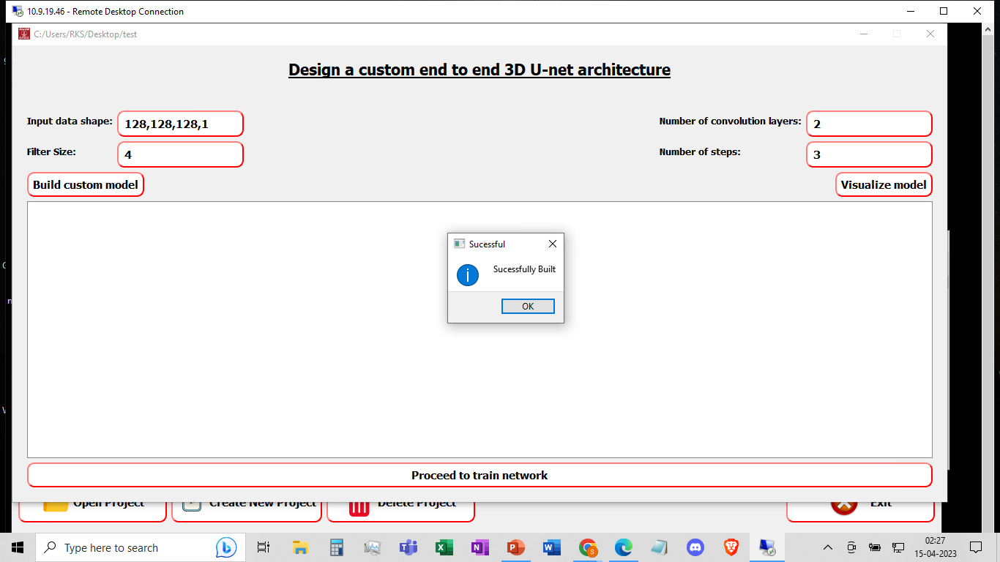 10.9.19.46 - Remote Desktop Connection
C:/Users/RKS/Desktop/test
Design a custom end to end 3D U-net architecture
Input data shape: 128,128,128,1 Number of convolution layers: 2
Filter Size: 4 Number of steps: 3
Build custom model Visualize model
Sucessful
Sucessfully Built
OK
Proceed to train network
Open Project Create New Project Delete Project Exit
Type here to search
02:27
15-04-2023